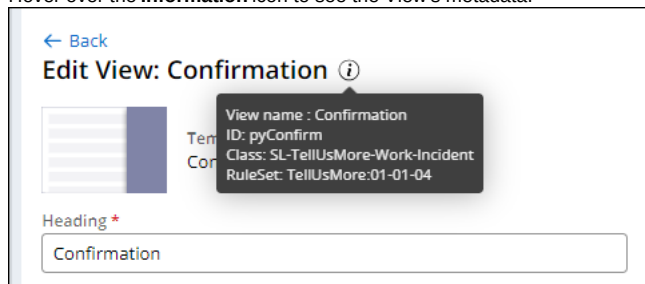 Hover over the Information icon to see the View's metadata.
← Back
Edit View: Confirmation
View name : Confirmation
ID: pyConfirm
Class: SL-TellUsMore-Work-Incident
RuleSet: TellUsMore:01-01-04
Heading *
Confirmation